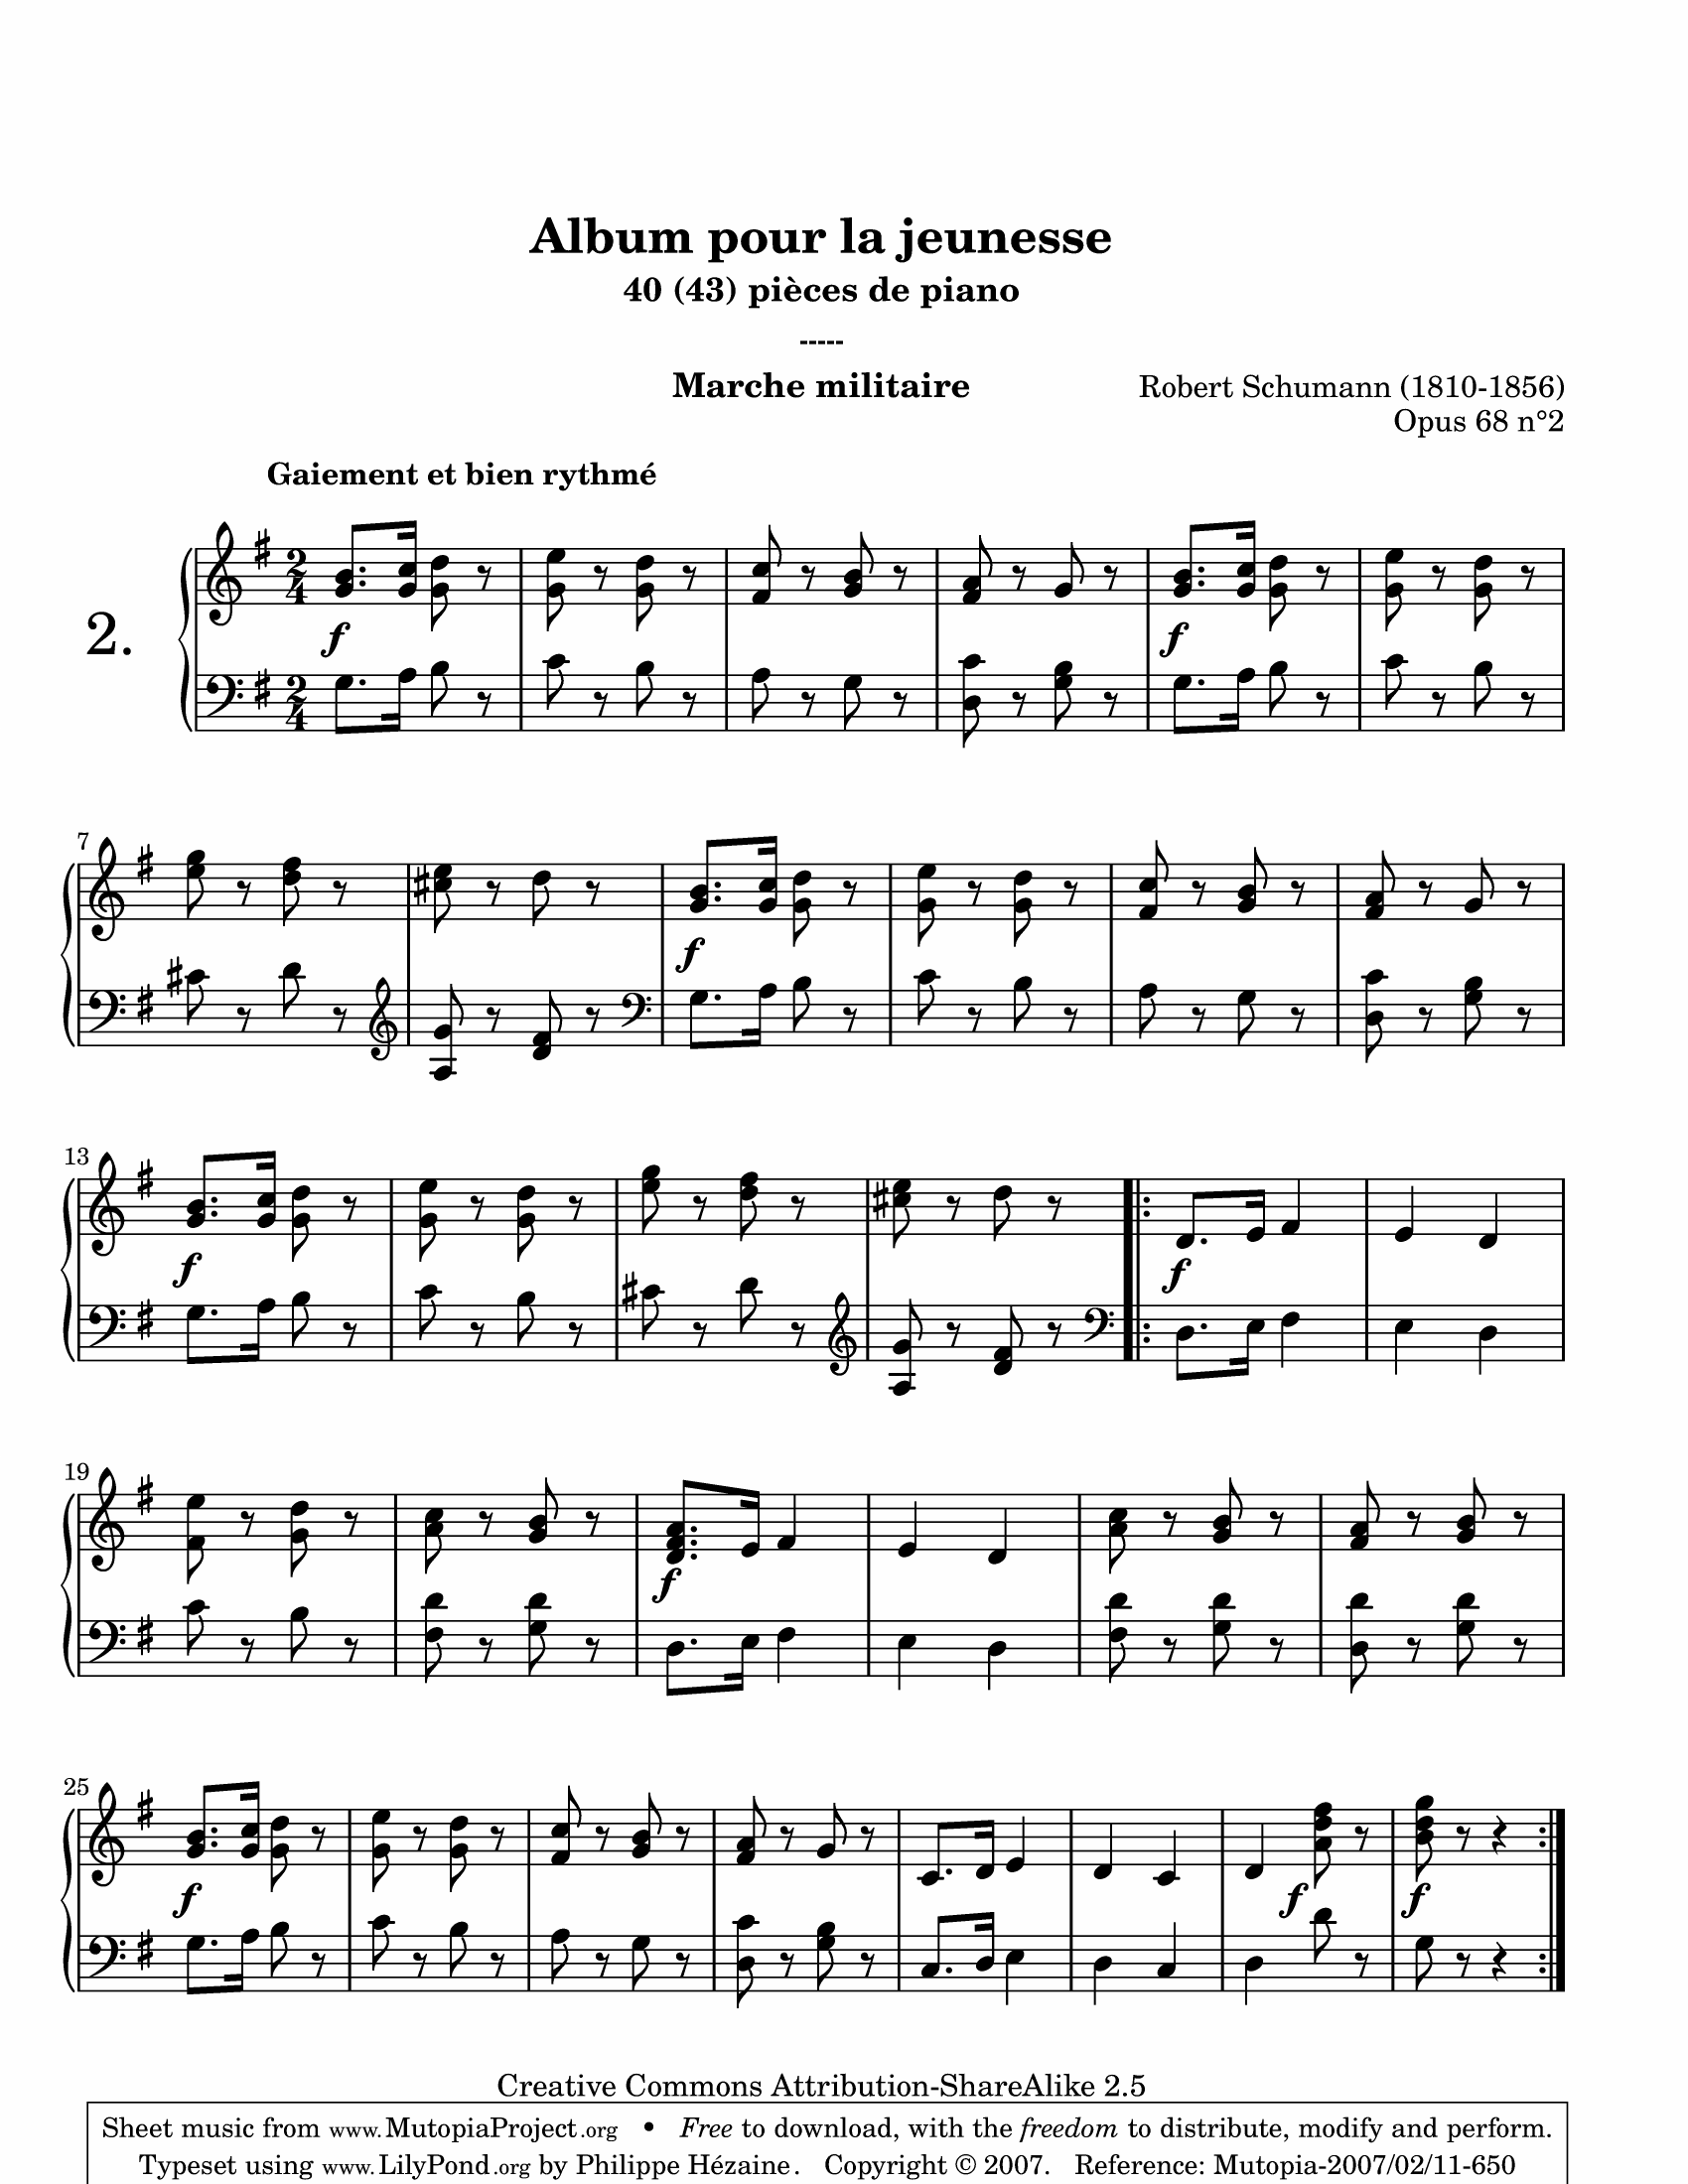 Album pour la jeunesse
40 (43) pièces de piano
-----
Marche militaire
Robert Schumann (1810-1856)
Opus 68 n°2
Gaiement et bien rythmé
2.
2 4
f
f
2 4
7
f
13
f
f
19
f
25
f
f
f
Creative Commons Attribution-ShareAlike 2.5
Sheet music from www.MutopiaProject.org • Free to download, with the freedom to distribute, modify and perform.
Typeset using www.LilyPond.org by Philippe Hézaine. Copyright © 2007. Reference: Mutopia-2007/02/11-650